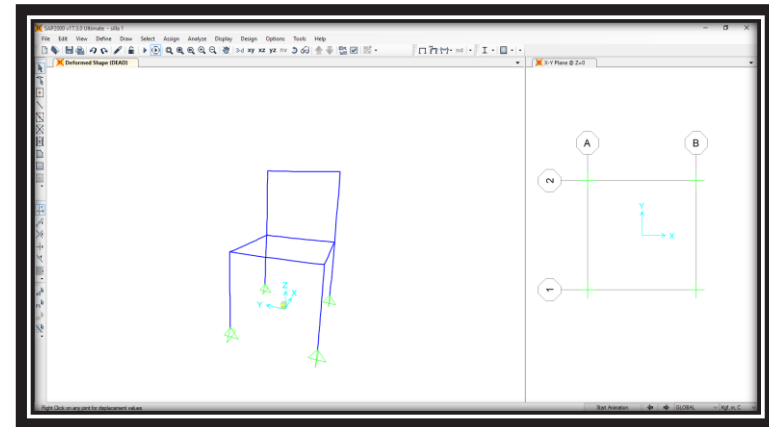 SAP2000 v17.3.0 Ultimate - silla 1
File Edit View Define Draw Select Assign Analyze Display Design Options Tools Help
3-d xy xz yz nv
Deformed Shape (DEAD)
X-Y Plane @ Z=0
A B
2
Y
X
1
Z
X
Y
Right Click on any joint for displacement values
Start Animation GLOBAL Kgf, m, C